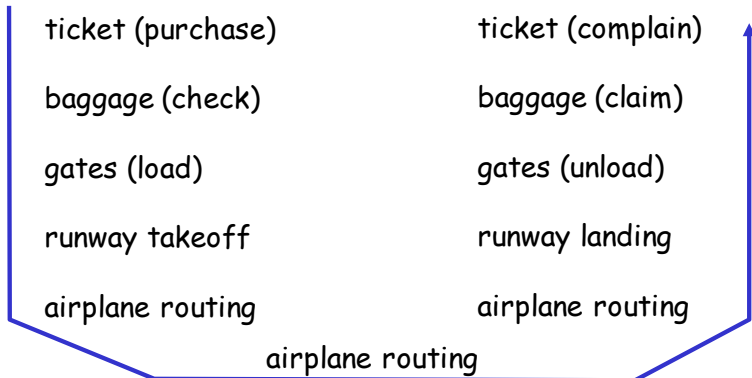 ticket (purchase)
baggage (check)
gates (load)
runway takeoff
airplane routing
ticket (complain)
baggage (claim)
gates (unload)
runway landing
airplane routing
airplane routing